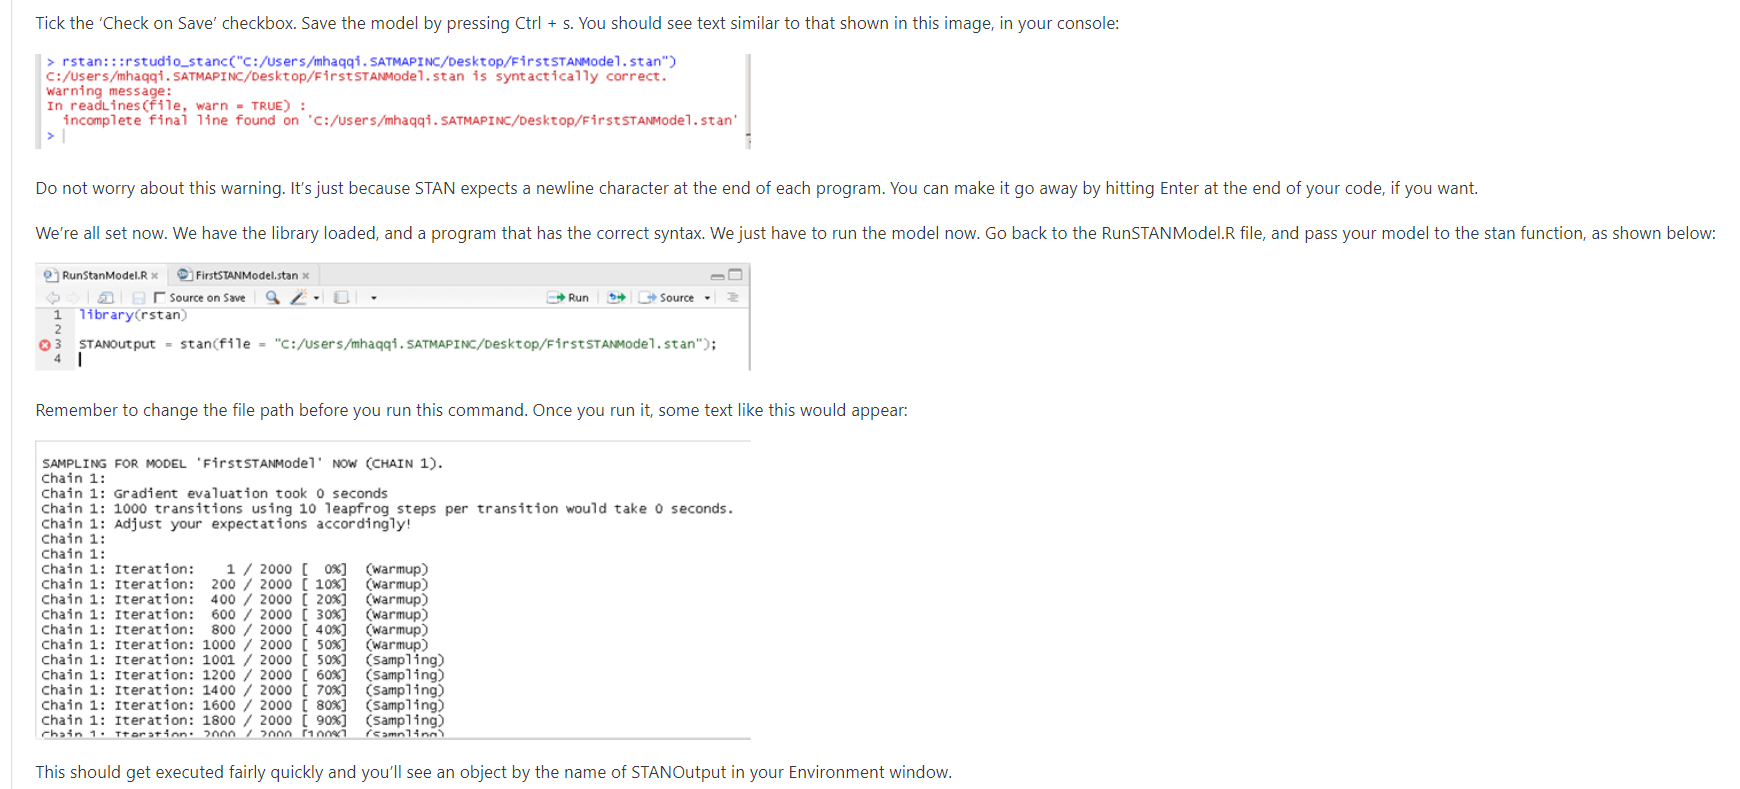 Tick the ‘Check on Save’ checkbox. Save the model by pressing Ctrl + s. You should see text similar to that shown in this image, in your console:
> rstan:::rstudio_stanc("C:/Users/mhaqqi.SATMAPINC/Desktop/FirstSTANModel.stan")
C:/Users/mhaqqi.SATMAPINC/Desktop/FirstSTANModel.stan is syntactically correct.
Warning message:
In readLines(file, warn = TRUE) :
  incomplete final line found on 'C:/Users/mhaqqi.SATMAPINC/Desktop/FirstSTANModel.stan'
>
Do not worry about this warning. It’s just because STAN expects a newline character at the end of each program. You can make it go away by hitting Enter at the end of your code, if you want.
We’re all set now. We have the library loaded, and a program that has the correct syntax. We just have to run the model now. Go back to the RunSTANModel.R file, and pass your model to the stan function, as shown below:
RunStanModel.R × FirstSTANModel.stan ×
Source on Save Run Source
1 library(rstan)
2
3 STANOutput = stan(file = "C:/Users/mhaqqi.SATMAPINC/Desktop/FirstSTANModel.stan");
4
Remember to change the file path before you run this command. Once you run it, some text like this would appear:
SAMPLING FOR MODEL 'FirstSTANModel' NOW (CHAIN 1).
Chain 1:
Chain 1: Gradient evaluation took 0 seconds
Chain 1: 1000 transitions using 10 leapfrog steps per transition would take 0 seconds.
Chain 1: Adjust your expectations accordingly!
Chain 1:
Chain 1:
Chain 1: Iteration:    1 / 2000 [  0%]  (Warmup)
Chain 1: Iteration:  200 / 2000 [ 10%]  (Warmup)
Chain 1: Iteration:  400 / 2000 [ 20%]  (Warmup)
Chain 1: Iteration:  600 / 2000 [ 30%]  (Warmup)
Chain 1: Iteration:  800 / 2000 [ 40%]  (Warmup)
Chain 1: Iteration: 1000 / 2000 [ 50%]  (Warmup)
Chain 1: Iteration: 1001 / 2000 [ 50%]  (Sampling)
Chain 1: Iteration: 1200 / 2000 [ 60%]  (Sampling)
Chain 1: Iteration: 1400 / 2000 [ 70%]  (Sampling)
Chain 1: Iteration: 1600 / 2000 [ 80%]  (Sampling)
Chain 1: Iteration: 1800 / 2000 [ 90%]  (Sampling)
Chain 1: Iteration: 2000 / 2000 [100%]  (Sampling)
This should get executed fairly quickly and you’ll see an object by the name of STANOutput in your Environment window.